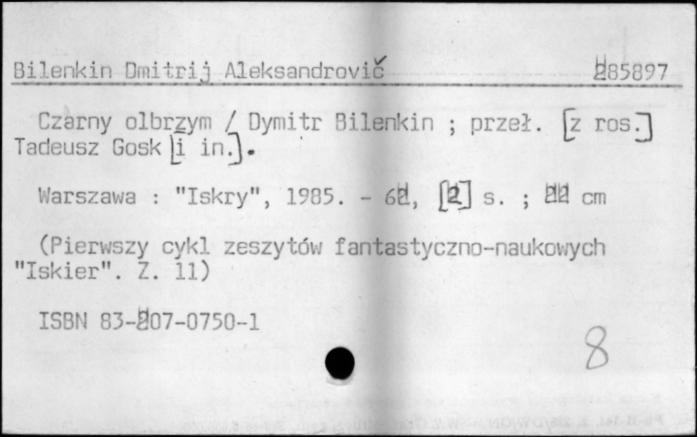 Bilenkin Dmitrij Aleksandrovič 285897
Czarny olbrzym / Dymitr Bilenkin ; przeł. [z ros.]
Tadeusz Gosk [i in.].
Warszawa : "Iskry", 1985. - 62, [2] s. ; 22 cm
(Pierwszy cykl zeszytów fantastyczno-naukowych
"Iskier". Z. 11)
ISBN 83-207-0750-1
8